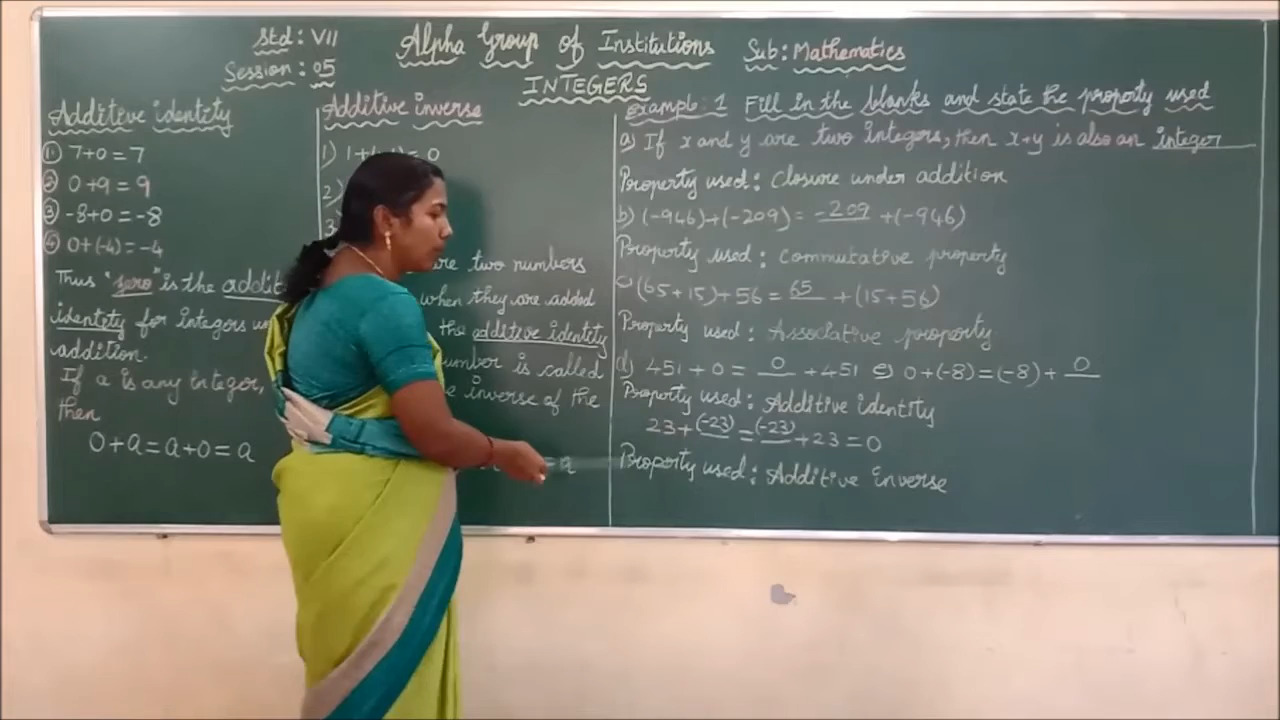 Std: VII
Alpha Group of Institutions
Sub: Mathematics
Session: 05
INTEGERS
Additive identity
① 7+0=7
② 0+9=9
③ -8+0=-8
④ 0+(-4)=-4
Thus "zero" is the
identity for integers
addition.
If a is any integer,
then
0+a=a+0=a
Additive inverse
1) 1+ = 0
2)
3
are two numbers
when they are added
the additive identity
number is called
inverse of the
=a
Example: 1 Fill in the blanks and state the property used
a) If x and y are two integers, then x+y is also an integer
Property used: Closure under addition
b) (-946)+(-209) = -209 +(-946)
Property used: commutative property
c) (65+15)+56 = 65 +(15+56)
Property used: Associative property
d) 451+0 = 0 +451 e) 0+(-8)=(-8)+ 0
Property used: Additive identity
23+(-23)=(-23)+23=0
Property used: Additive inverse